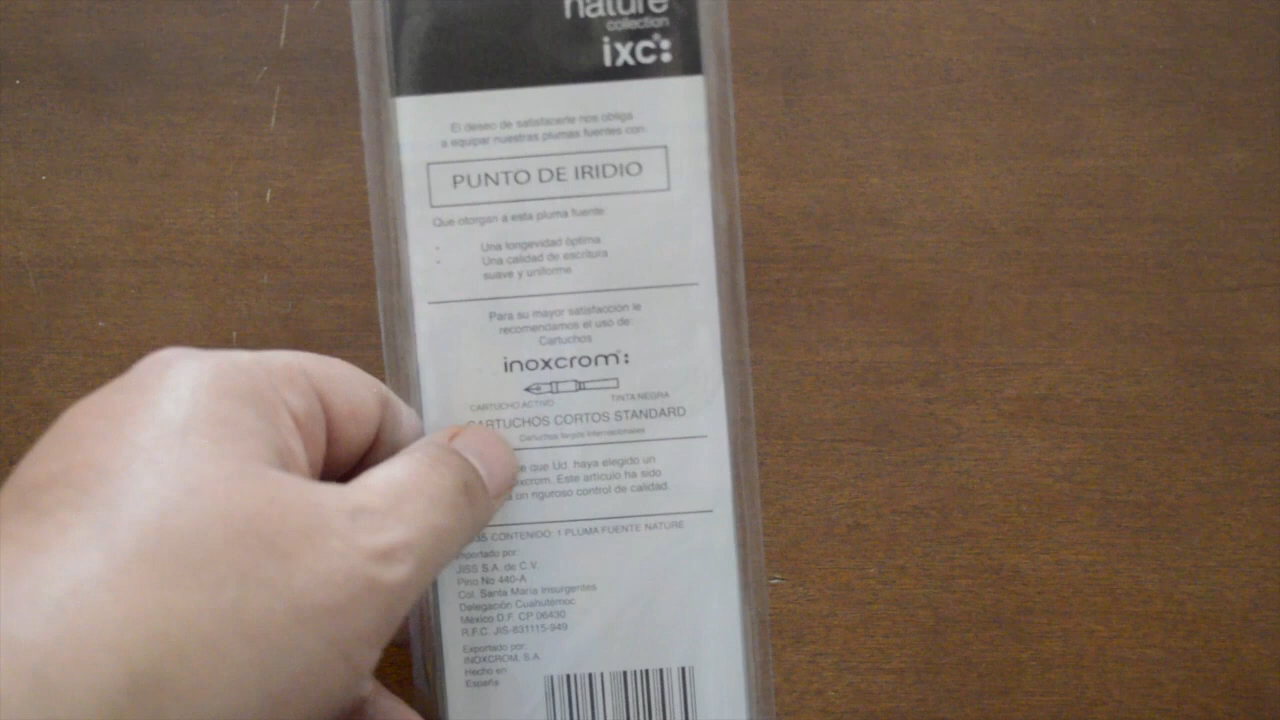 nature
collection
ixc:
El deseo de satisfacerle nos obliga
a equipar nuestras plumas fuentes con:
PUNTO DE IRIDIO
Que otorgan a esta pluma fuente:
- Una longevidad óptima
- Una calidad de escritura
suave y uniforme
Para su mayor satisfacción le
recomendamos el uso de:
Cartuchos
inoxcrom:
CARTUCHO ACTIVO TINTA NEGRA
CARTUCHOS CORTOS STANDARD
Cartuchos largos internacionales
que Ud. haya elegido un
Este artículo ha sido
un riguroso control de calidad.
CONTENIDO: 1 PLUMA FUENTE NATURE
Importado por:
JISS S.A. de C.V.
Pino No 440-A
Col. Santa María Insurgentes
Delegación Cuahutémoc
México D.F. CP 06430
R.F.C. JIS-831115-949
Exportado por:
INOXCROM, S.A.
Hecho en
España